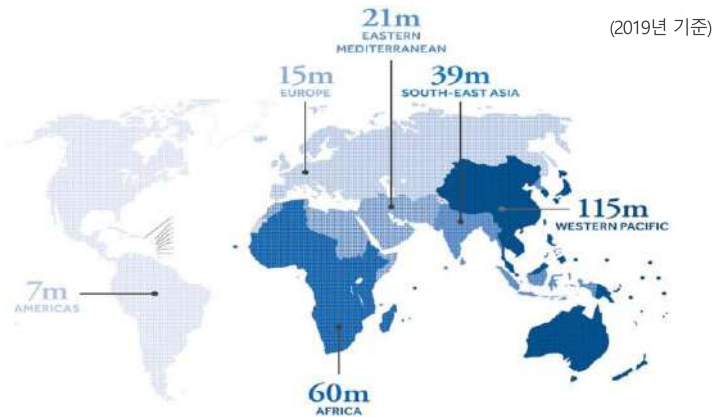 (2019년 기준)
21m
EASTERN
MEDITERRANEAN
15m
EUROPE
39m
SOUTH-EAST ASIA
115m
WESTERN PACIFIC
7m
AMERICAS
60m
AFRICA